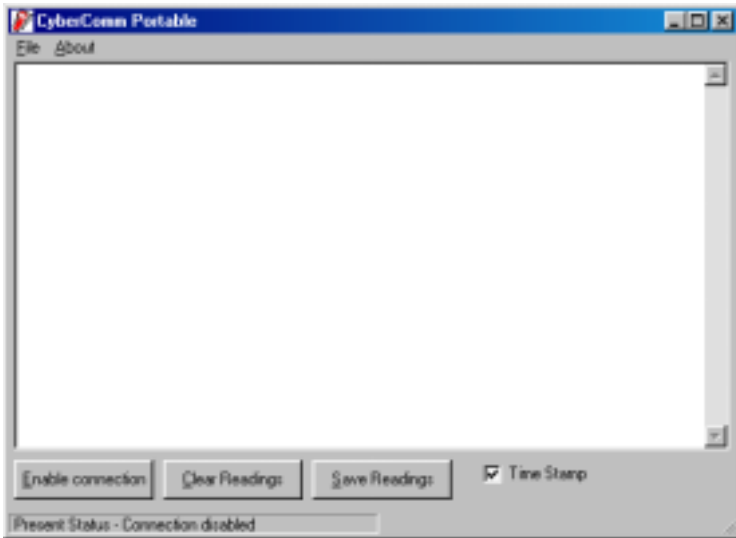 CyberComm Portable
File About
Enable connection Clear Readings Save Readings Time Stamp
Present Status - Connection disabled